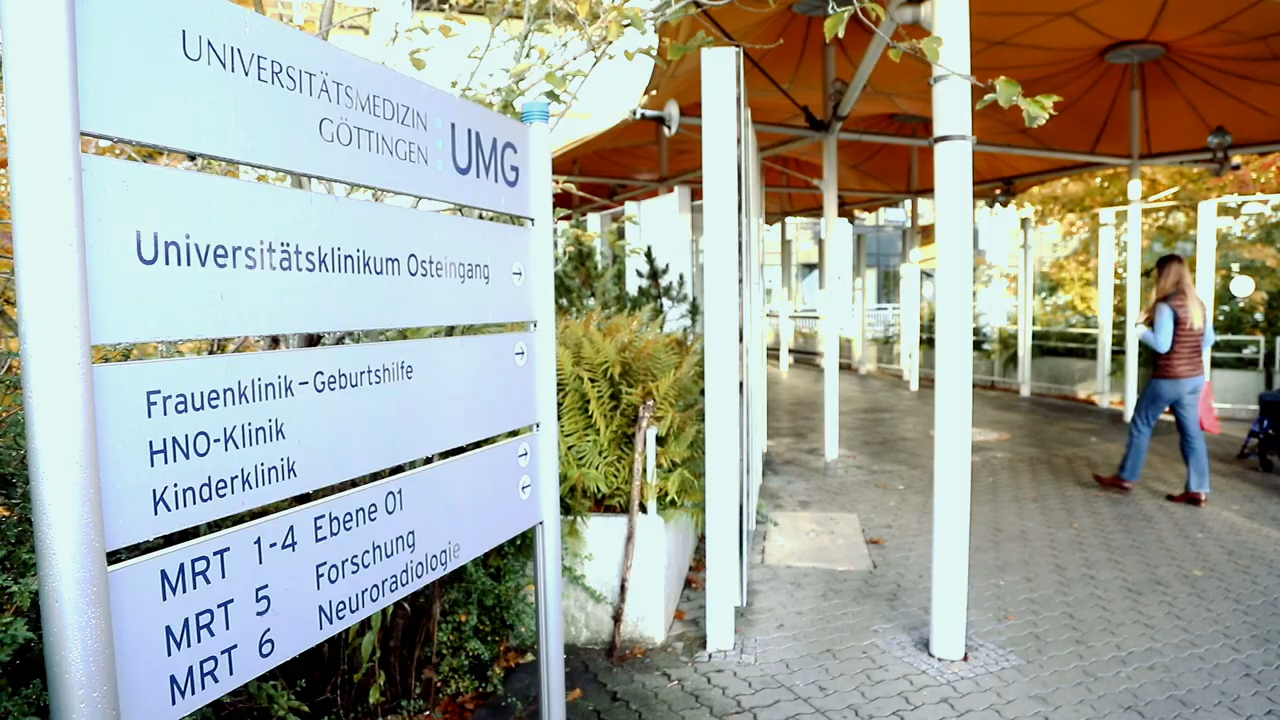 UNIVERSITÄTSMEDIZIN
GÖTTINGEN UMG
Universitätsklinikum Osteingang →
Frauenklinik – Geburtshilfe →
HNO-Klinik
Kinderklinik
MRT 1-4 Ebene 01 →
MRT 5 Forschung ←
MRT 6 Neuroradiologie